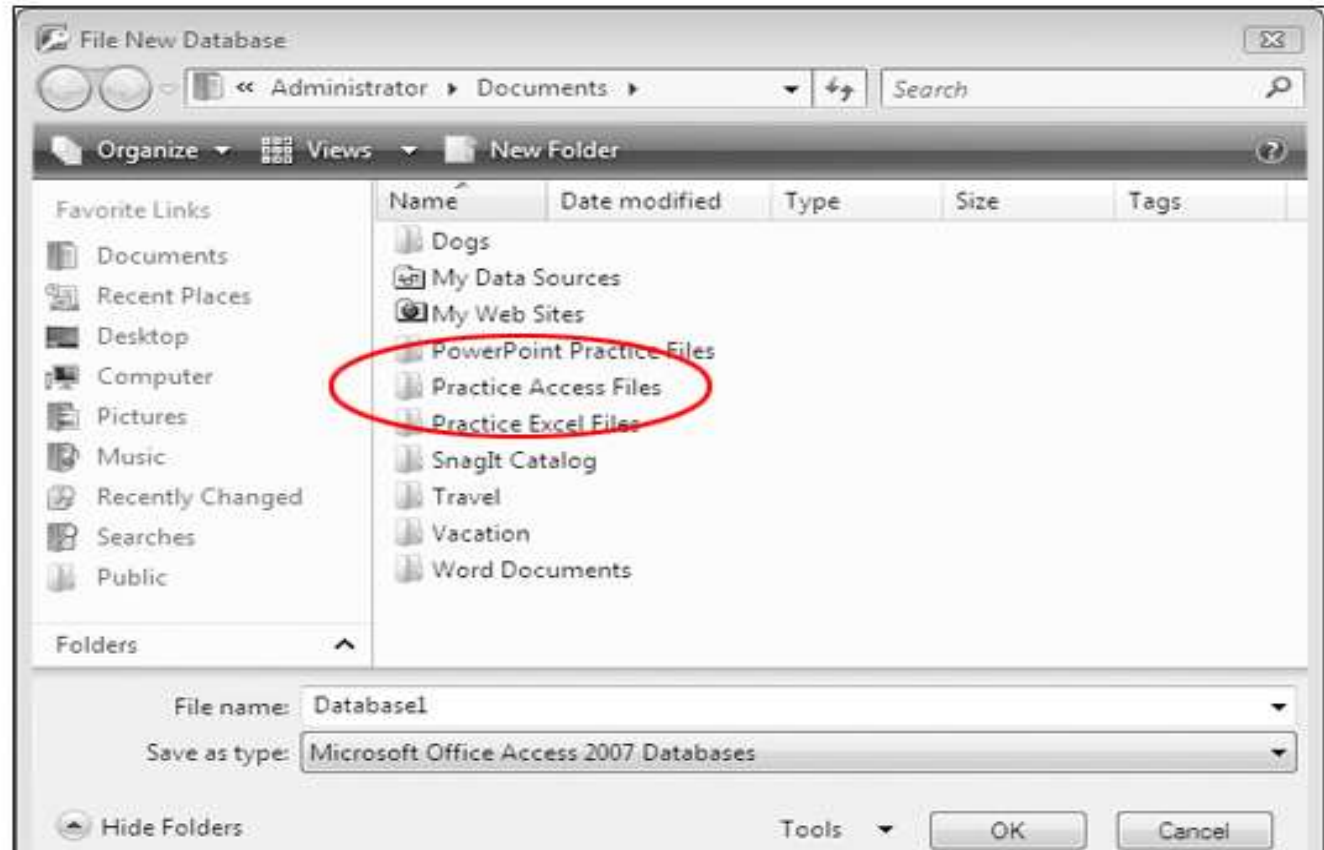 File New Database
« Administrator ▸ Documents ▸ Search
Organize Views New Folder
Favorite Links
Documents
Recent Places
Desktop
Computer
Pictures
Music
Recently Changed
Searches
Public
Folders
Name Date modified Type Size Tags
Dogs
My Data Sources
My Web Sites
PowerPoint Practice Files
Practice Access Files
Practice Excel Files
SnagIt Catalog
Travel
Vacation
Word Documents
File name: Database1
Save as type: Microsoft Office Access 2007 Databases
Hide Folders Tools OK Cancel